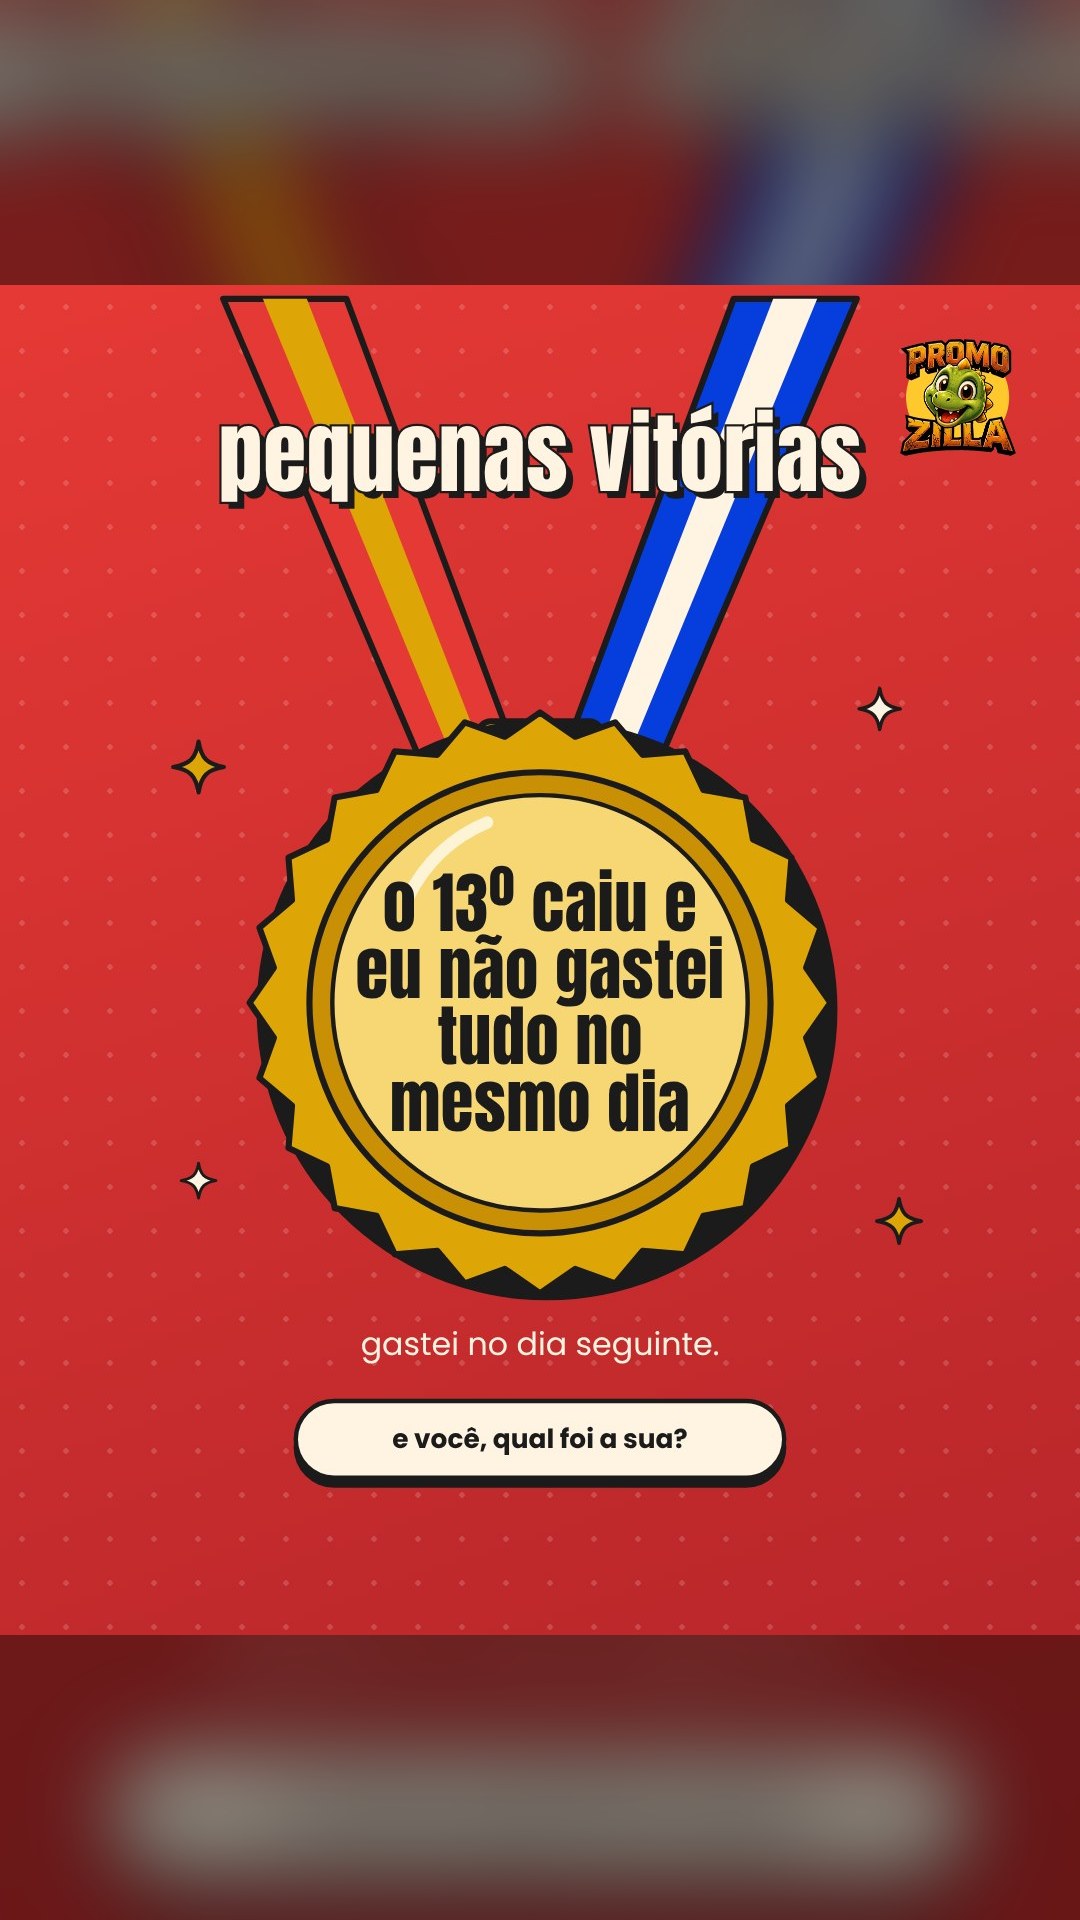 PROMO
ZILLA
pequenas vitórias
o 13º caiu e
eu não gastei
tudo no
mesmo dia
gastei no dia seguinte.
e você, qual foi a sua?